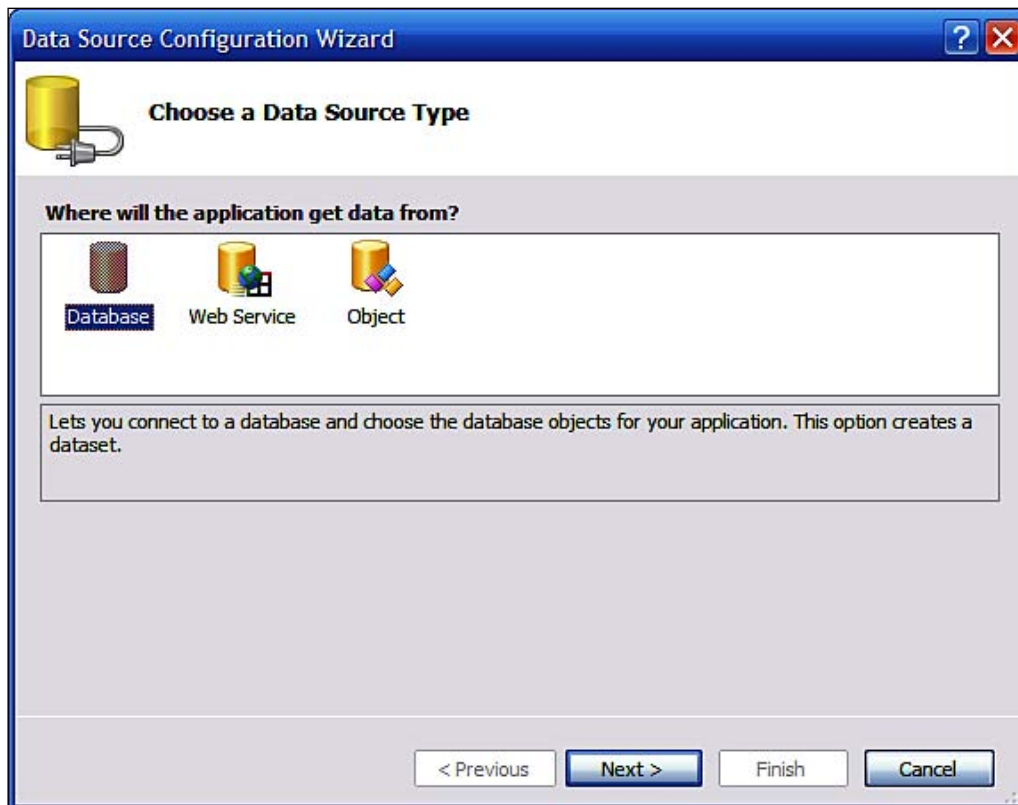 Data Source Configuration Wizard
?
Choose a Data Source Type
Where will the application get data from?
Database
Web Service
Object
Lets you connect to a database and choose the database objects for your application. This option creates a
dataset.
< Previous
Next >
Finish
Cancel